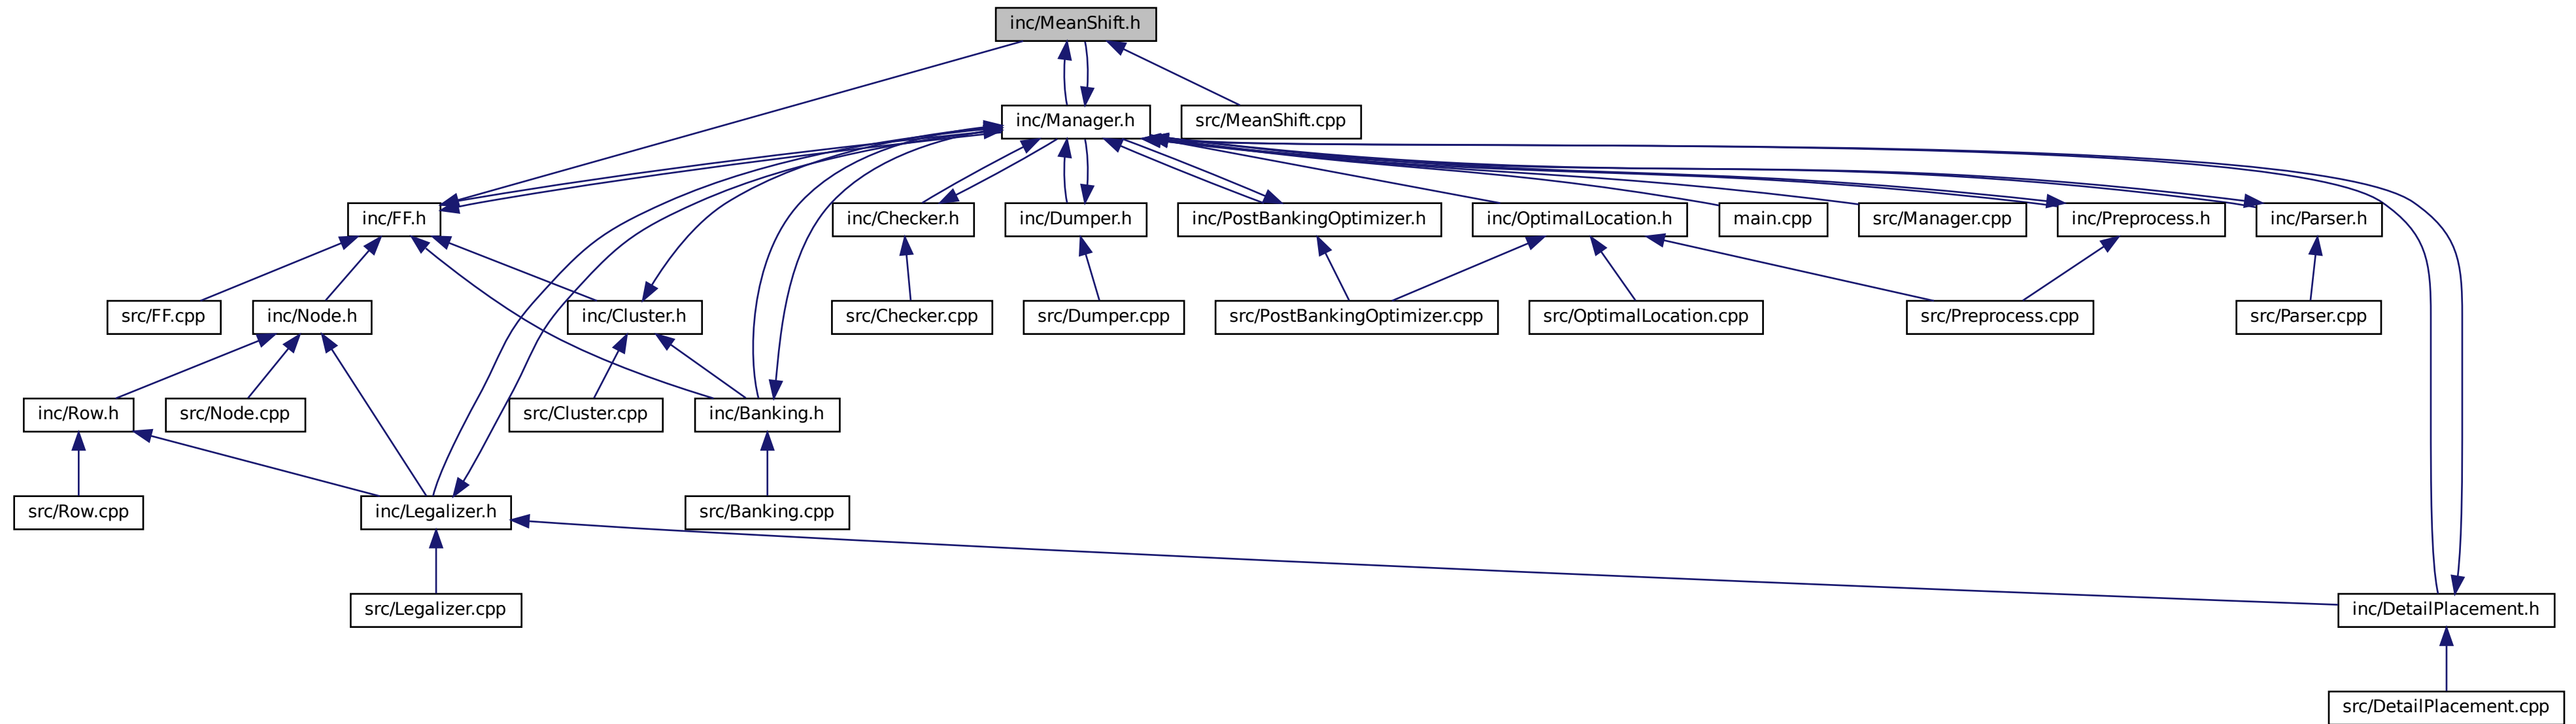 inc/MeanShift.h
inc/Manager.h
src/MeanShift.cpp
inc/FF.h
inc/Checker.h
inc/Dumper.h
inc/PostBankingOptimizer.h
inc/OptimalLocation.h
main.cpp
src/Manager.cpp
inc/Preprocess.h
inc/Parser.h
src/FF.cpp
inc/Node.h
inc/Cluster.h
src/Checker.cpp
src/Dumper.cpp
src/PostBankingOptimizer.cpp
src/OptimalLocation.cpp
src/Preprocess.cpp
src/Parser.cpp
inc/Row.h
src/Node.cpp
src/Cluster.cpp
inc/Banking.h
src/Row.cpp
inc/Legalizer.h
src/Banking.cpp
src/Legalizer.cpp
inc/DetailPlacement.h
src/DetailPlacement.cpp